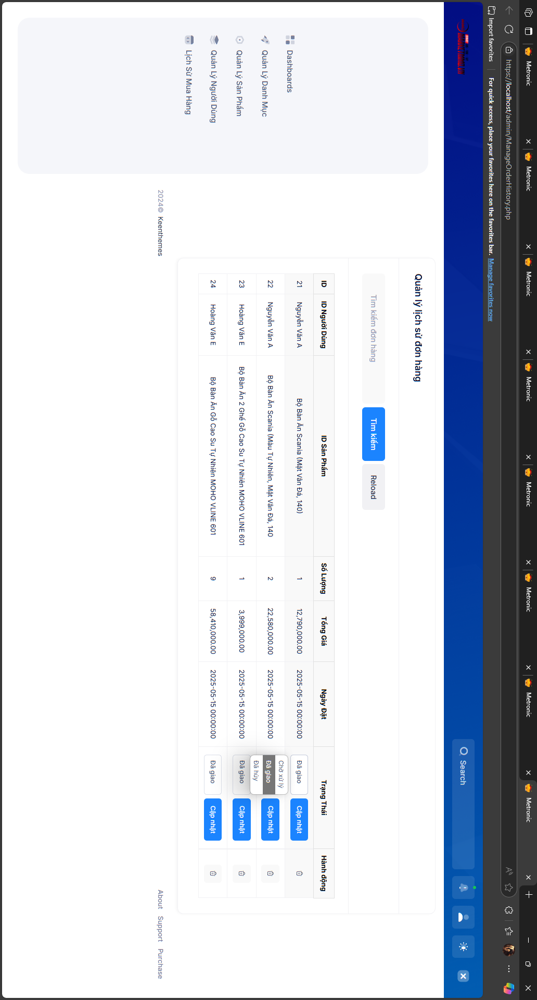 Metronic
Metronic
Metronic
Metronic
Metronic
Metronic
Metronic
Metronic
https://localhost/admin/ManageOrderHistory.php
Import favorites
For quick access, place your favorites here on the favorites bar. Manage favorites now
Search
Dashboards
Quản Lý Danh Mục
Quản Lý Sản Phẩm
Quản Lý Người Dùng
Lịch Sử Mua Hàng
Quản lý lịch sử đơn hàng
Tìm kiếm đơn hàng
Tìm kiếm
Reload
ID ID Người Dùng ID Sản Phẩm Số Lượng Tổng Giá Ngày Đặt Trạng Thái Hành động
21 Nguyễn Văn A Bộ Bàn Ăn Scania (Mặt Vân Đá, 140) 1 12,790,000.00 2025-05-15 00:00:00 Đã giao Cập nhật
Chờ xử lý
Đã giao
Đã hủy
22 Nguyễn Văn A Bộ Bàn Ăn Scania (Màu Tự Nhiên, Mặt Vân Đá, 140 2 22,580,000.00 2025-05-15 00:00:00 Cập nhật
23 Hoàng Văn E Bộ Bàn Ăn 2 Ghế Gỗ Cao Su Tự Nhiên MOHO VLINE 601 1 3,999,000.00 2025-05-15 00:00:00 Đã giao Cập nhật
24 Hoàng Văn E Bộ Bàn Ăn Gỗ Cao Su Tự Nhiên MOHO VLINE 601 9 58,410,000.00 2025-05-15 00:00:00 Đã giao Cập nhật
2024© Keenthemes
About Support Purchase